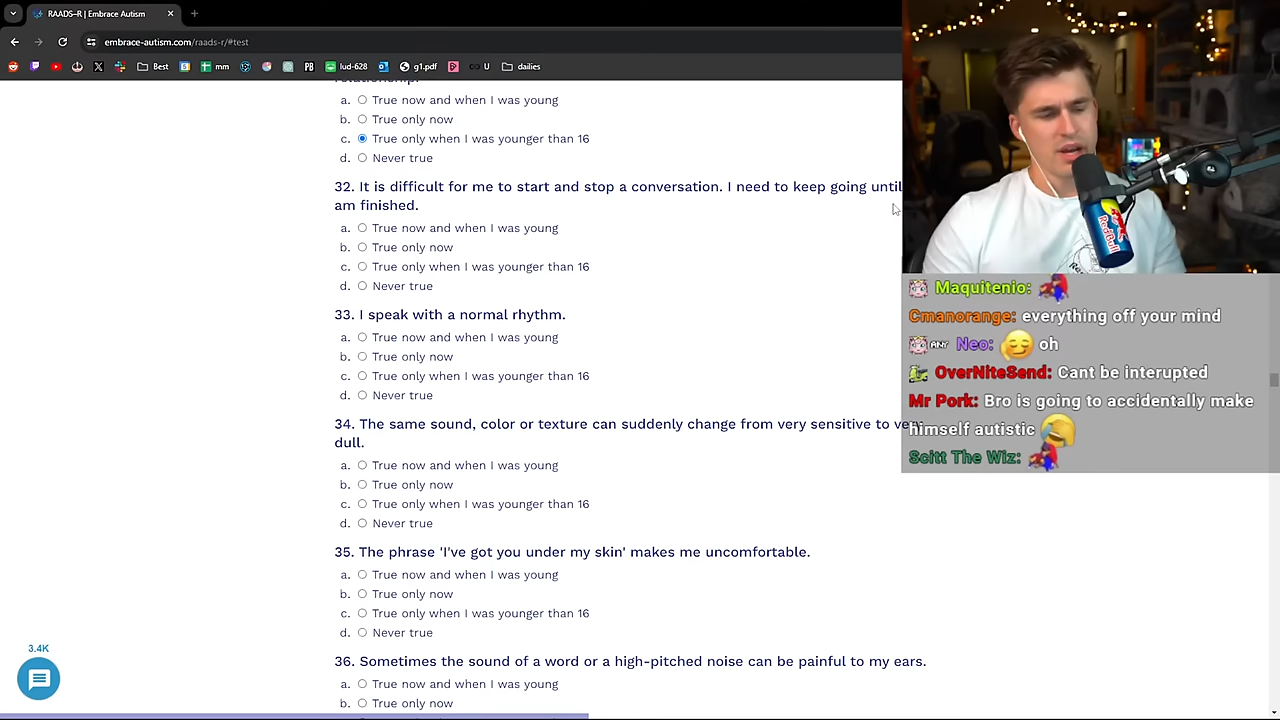 RAADS–R | Embrace Autism
embrace-autism.com/raads-r/#test
Best
mm
PB
lud-628
g1.pdf
U
dailies
relationship.
a. True now and when I was young
b. True only now
c. True only when I was younger than 16
d. Never true
32. It is difficult for me to start and stop a conversation. I need to keep going until
am finished.
a. True now and when I was young
b. True only now
c. True only when I was younger than 16
d. Never true
33. I speak with a normal rhythm.
a. True now and when I was young
b. True only now
c. True only when I was younger than 16
d. Never true
34. The same sound, color or texture can suddenly change from very sensitive to very
dull.
a. True now and when I was young
b. True only now
c. True only when I was younger than 16
d. Never true
35. The phrase 'I've got you under my skin' makes me uncomfortable.
a. True now and when I was young
b. True only now
c. True only when I was younger than 16
d. Never true
36. Sometimes the sound of a word or a high-pitched noise can be painful to my ears.
a. True now and when I was young
b. True only now
3.4K
RedBull
Maquitenio:
Cmanorange: everything off your mind
ANY Neo: oh
OverNiteSend: Cant be interupted
Mr Pork: Bro is going to accidentally make
himself autistic
Scitt The Wiz: